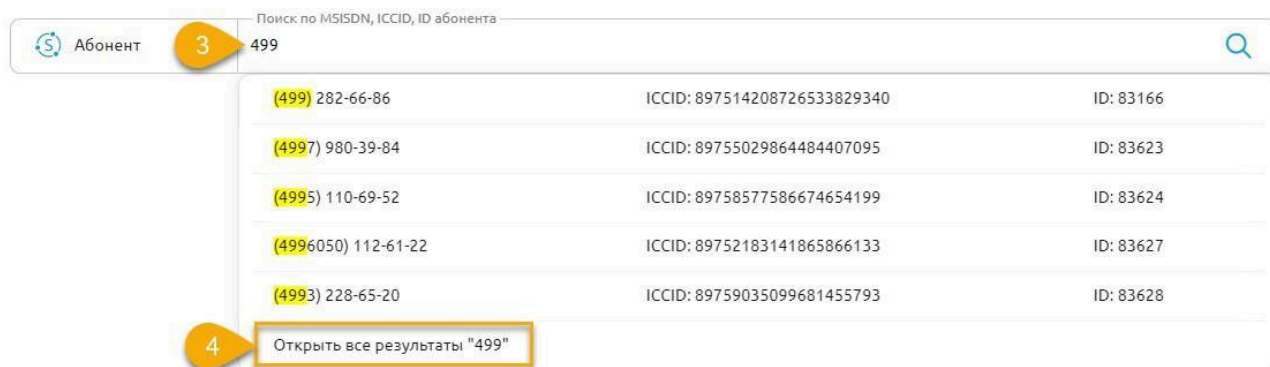 Поиск по MSISDN, ICCID, ID абонента
Абонент 3 499
(499) 282-66-86 ICCID: 897514208726533829340 ID: 83166
(4997) 980-39-84 ICCID: 89755029864484407095 ID: 83623
(4995) 110-69-52 ICCID: 89758577586674654199 ID: 83624
(4996050) 112-61-22 ICCID: 89752183141865866133 ID: 83627
(4993) 228-65-20 ICCID: 89759035099681455793 ID: 83628
4 Открыть все результаты "499"